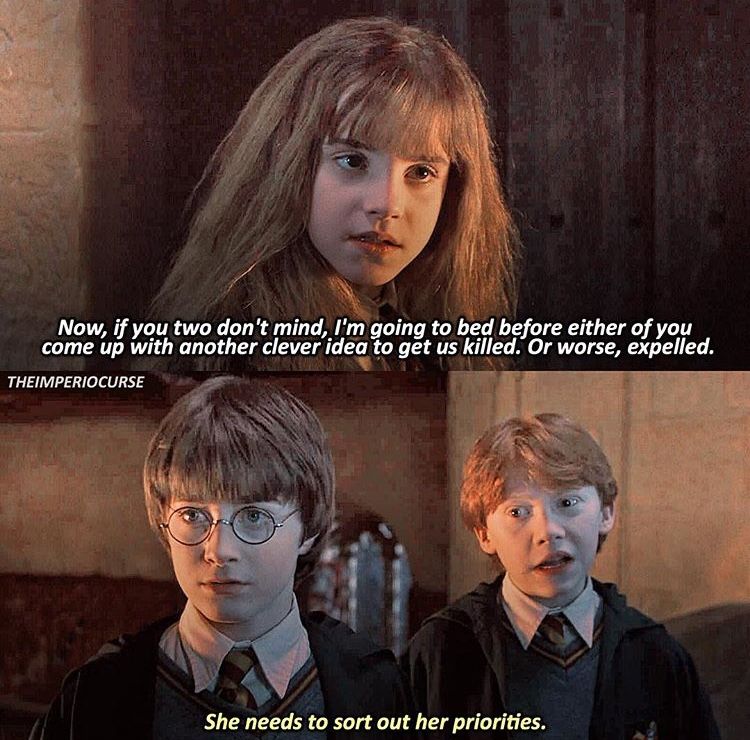 Now, if you two don't mind, I'm going to bed before either of you
come up with another clever idea to get us killed. Or worse, expelled.
THEIMPERIOCURSE
She needs to sort out her priorities.